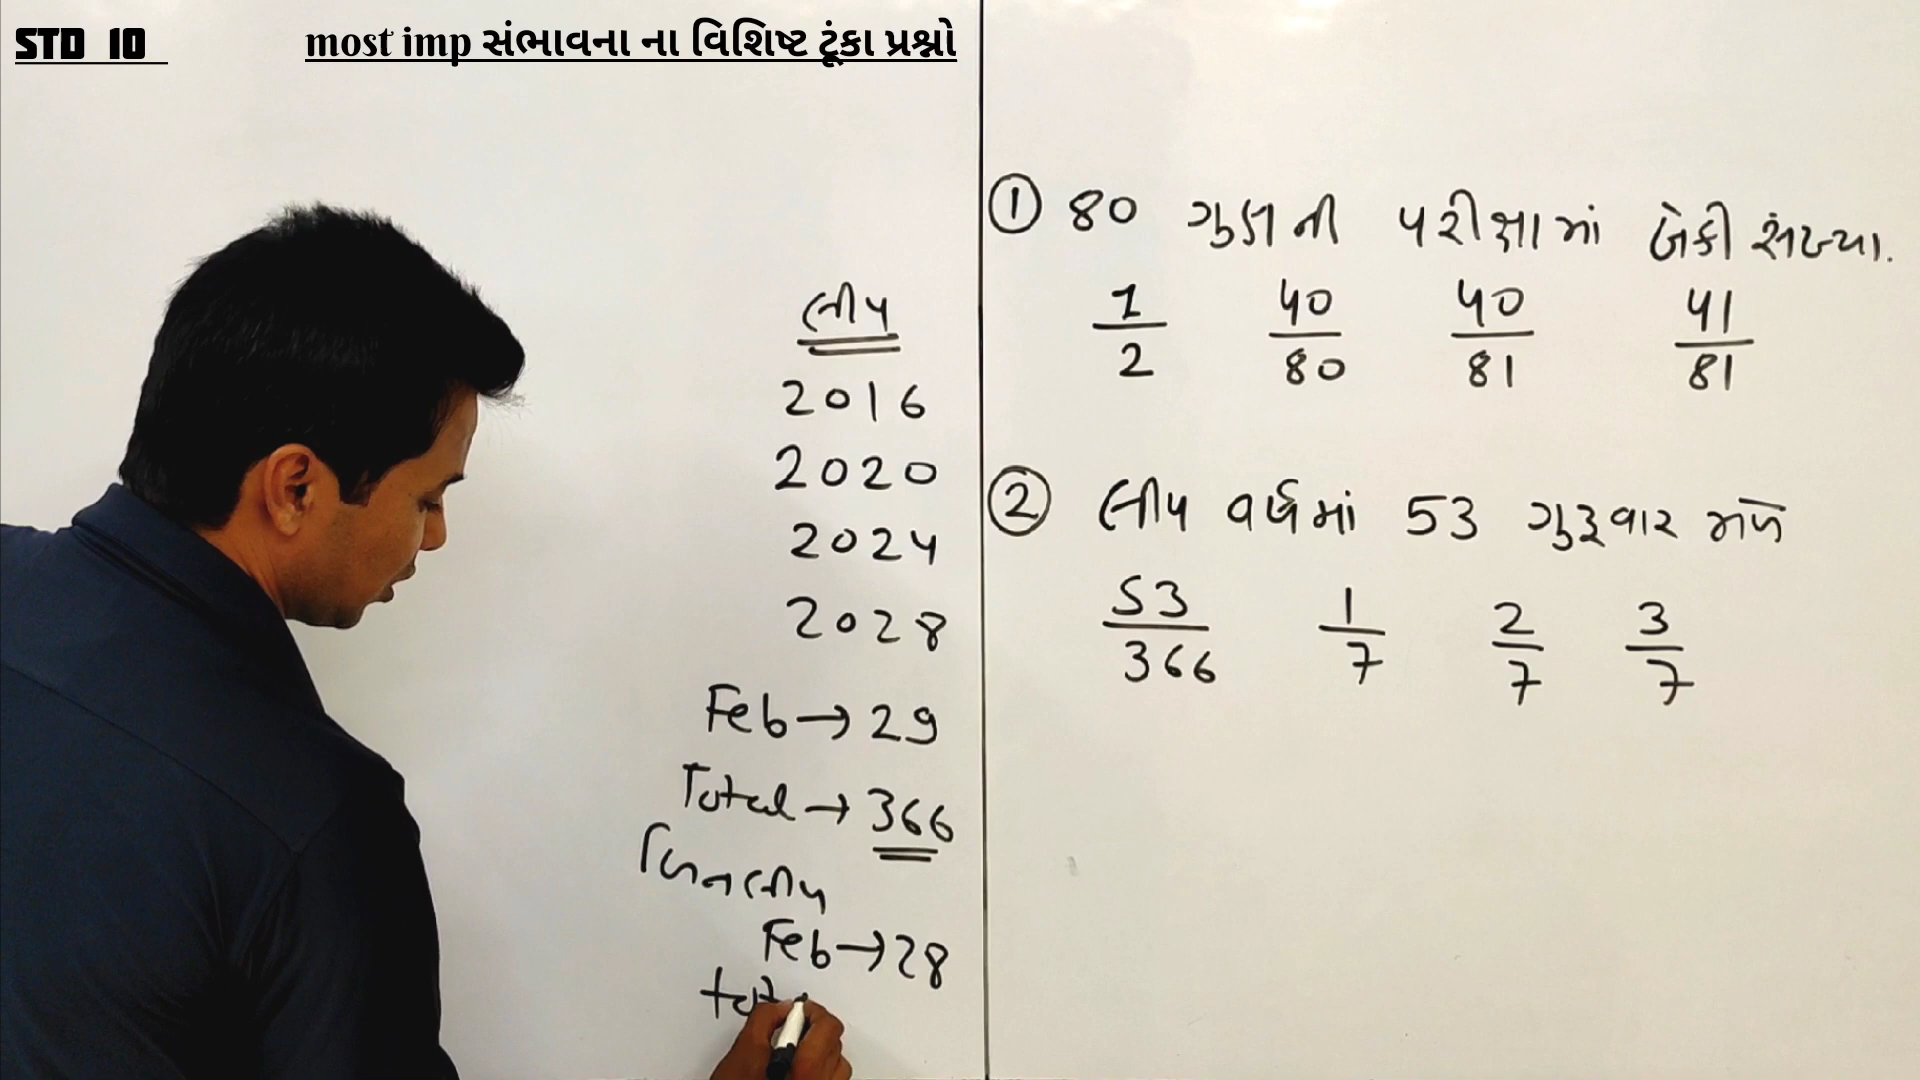 STD 10
most imp સંભાવના ના વિશિષ્ટ ટૂંકા પ્રશ્નો
લીપ
2016
2020
2024
2028
Feb → 29
Total → 366
બિનલીપ
Feb → 28
tot
① 80 ગુણની પરીક્ષામાં બેકી સંખ્યા.
1/2 40/80 40/81 41/81
② લીપ વર્ષમાં 53 ગુરૂવાર મળે
53/366 1/7 2/7 3/7